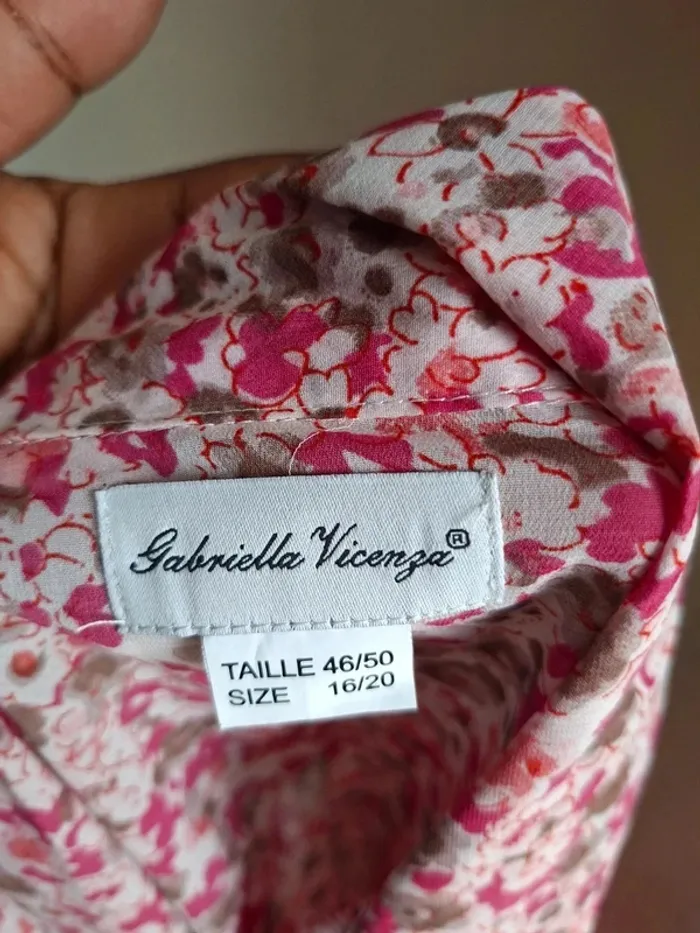 Gabriella Vicenza®
TAILLE 46/50
SIZE 16/20